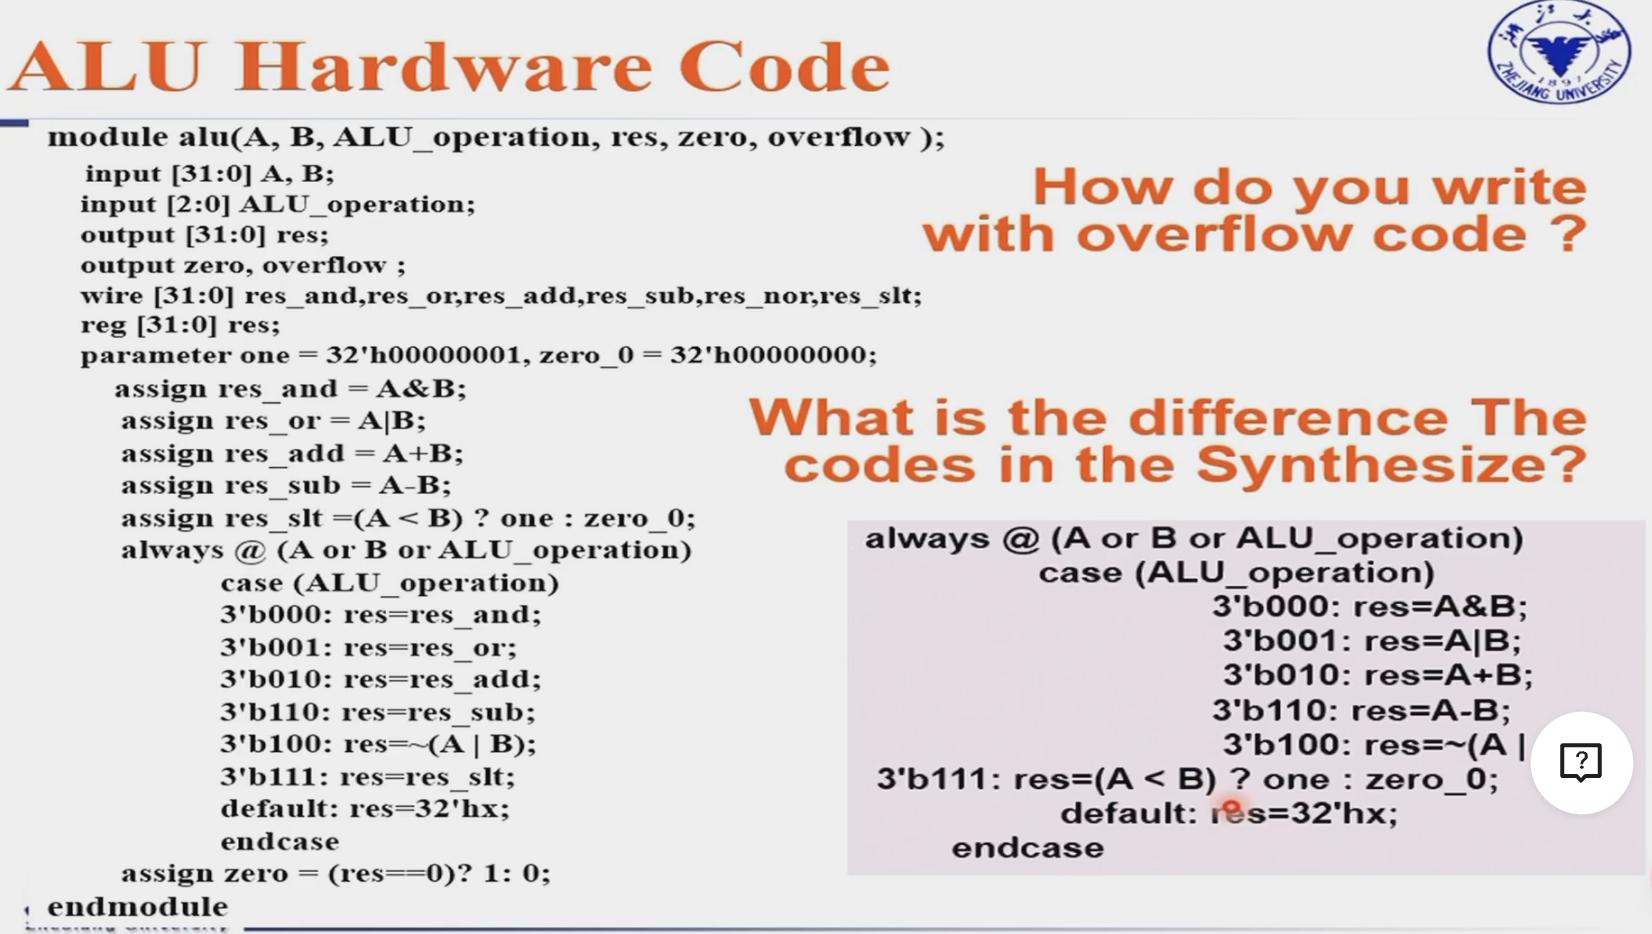 ALU Hardware Code
module alu(A, B, ALU_operation, res, zero, overflow );
input [31:0] A, B;
input [2:0] ALU_operation;
output [31:0] res;
output zero, overflow ;
wire [31:0] res_and,res_or,res_add,res_sub,res_nor,res_slt;
reg [31:0] res;
parameter one = 32'h00000001, zero_0 = 32'h00000000;
assign res_and = A&B;
assign res_or = A|B;
assign res_add = A+B;
assign res_sub = A-B;
assign res_slt =(A < B) ? one : zero_0;
always @ (A or B or ALU_operation)
case (ALU_operation)
3'b000: res=res_and;
3'b001: res=res_or;
3'b010: res=res_add;
3'b110: res=res_sub;
3'b100: res=~(A | B);
3'b111: res=res_slt;
default: res=32'hx;
endcase
assign zero = (res==0)? 1: 0;
endmodule
How do you write
with overflow code ?
What is the difference The
codes in the Synthesize?
always @ (A or B or ALU_operation)
case (ALU_operation)
3'b000: res=A&B;
3'b001: res=A|B;
3'b010: res=A+B;
3'b110: res=A-B;
3'b100: res=~(A |
3'b111: res=(A < B) ? one : zero_0;
default: res=32'hx;
endcase
ZHEJIANG UNIVERSITY
1897
?